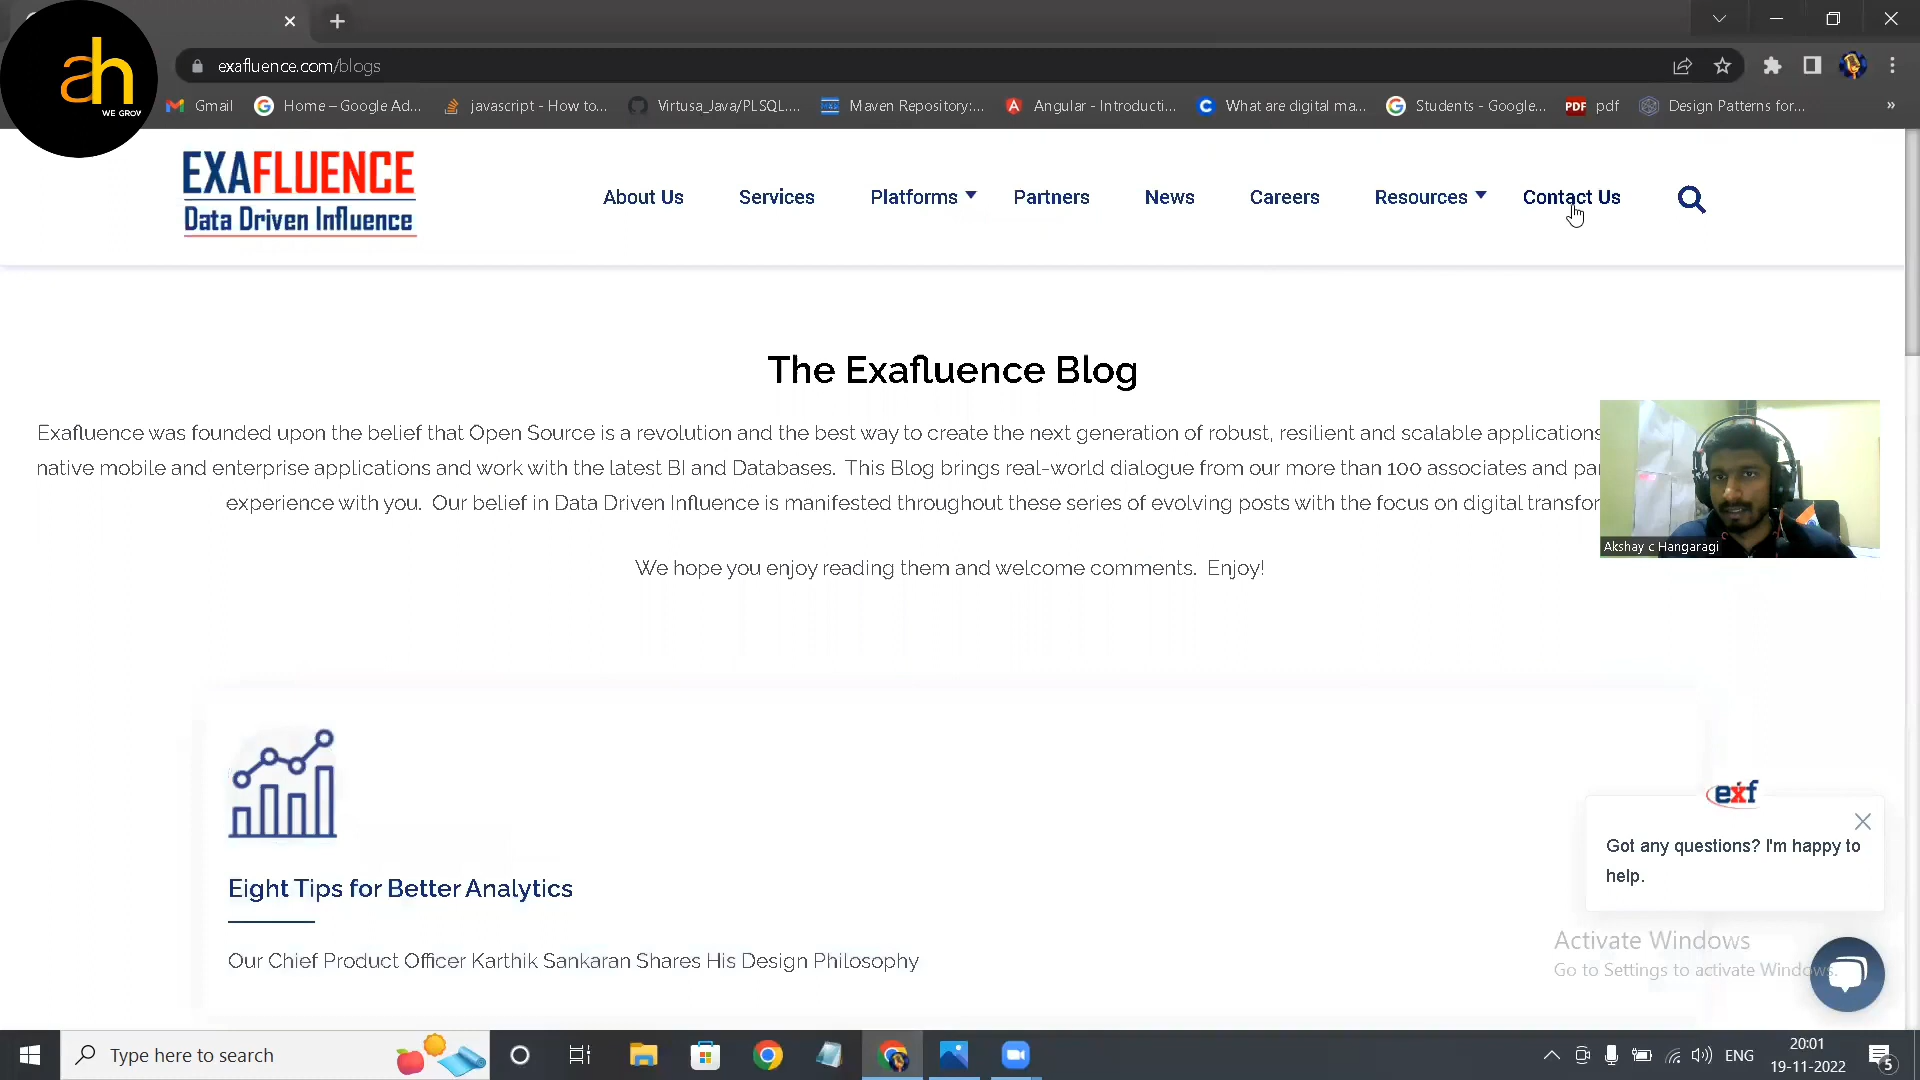 ah
WE GROW
exafluence.com/blogs
Gmail
Home – Google Ad...
javascript - How to...
Virtusa_Java/PLSQL....
Maven Repository:...
Angular - Introducti...
What are digital ma...
Students - Google...
PDF pdf
Design Patterns for...
»
EXAFLUENCE
Data Driven Influence
About Us
Services
Platforms
Partners
News
Careers
Resources
Contact Us
The Exafluence Blog
Exafluence was founded upon the belief that Open Source is a revolution and the best way to create the next generation of robust, resilient and scalable applications
native mobile and enterprise applications and work with the latest BI and Databases. This Blog brings real-world dialogue from our more than 100 associates and par
experience with you. Our belief in Data Driven Influence is manifested throughout these series of evolving posts with the focus on digital transfor
We hope you enjoy reading them and welcome comments. Enjoy!
Akshay c Hangaragi
Eight Tips for Better Analytics
Our Chief Product Officer Karthik Sankaran Shares His Design Philosophy
exf
Got any questions? I'm happy to
help.
Activate Windows
Go to Settings to activate Windows.
Type here to search
ENG
20:01
19-11-2022
5